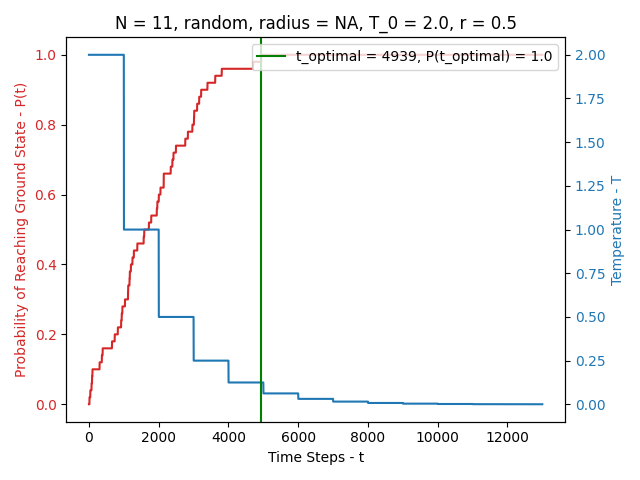 N = 11, random, radius = NA, T_0 = 2.0, r = 0.5
t_optimal = 4939, P(t_optimal) = 1.0
Probability of Reaching Ground State - P(t)
1.0
0.8
0.6
0.4
0.2
0.0
2.00
1.75
1.50
1.25
1.00
0.75
0.50
0.25
0.00
Temperature - T
0 2000 4000 6000 8000 10000 12000
Time Steps - t